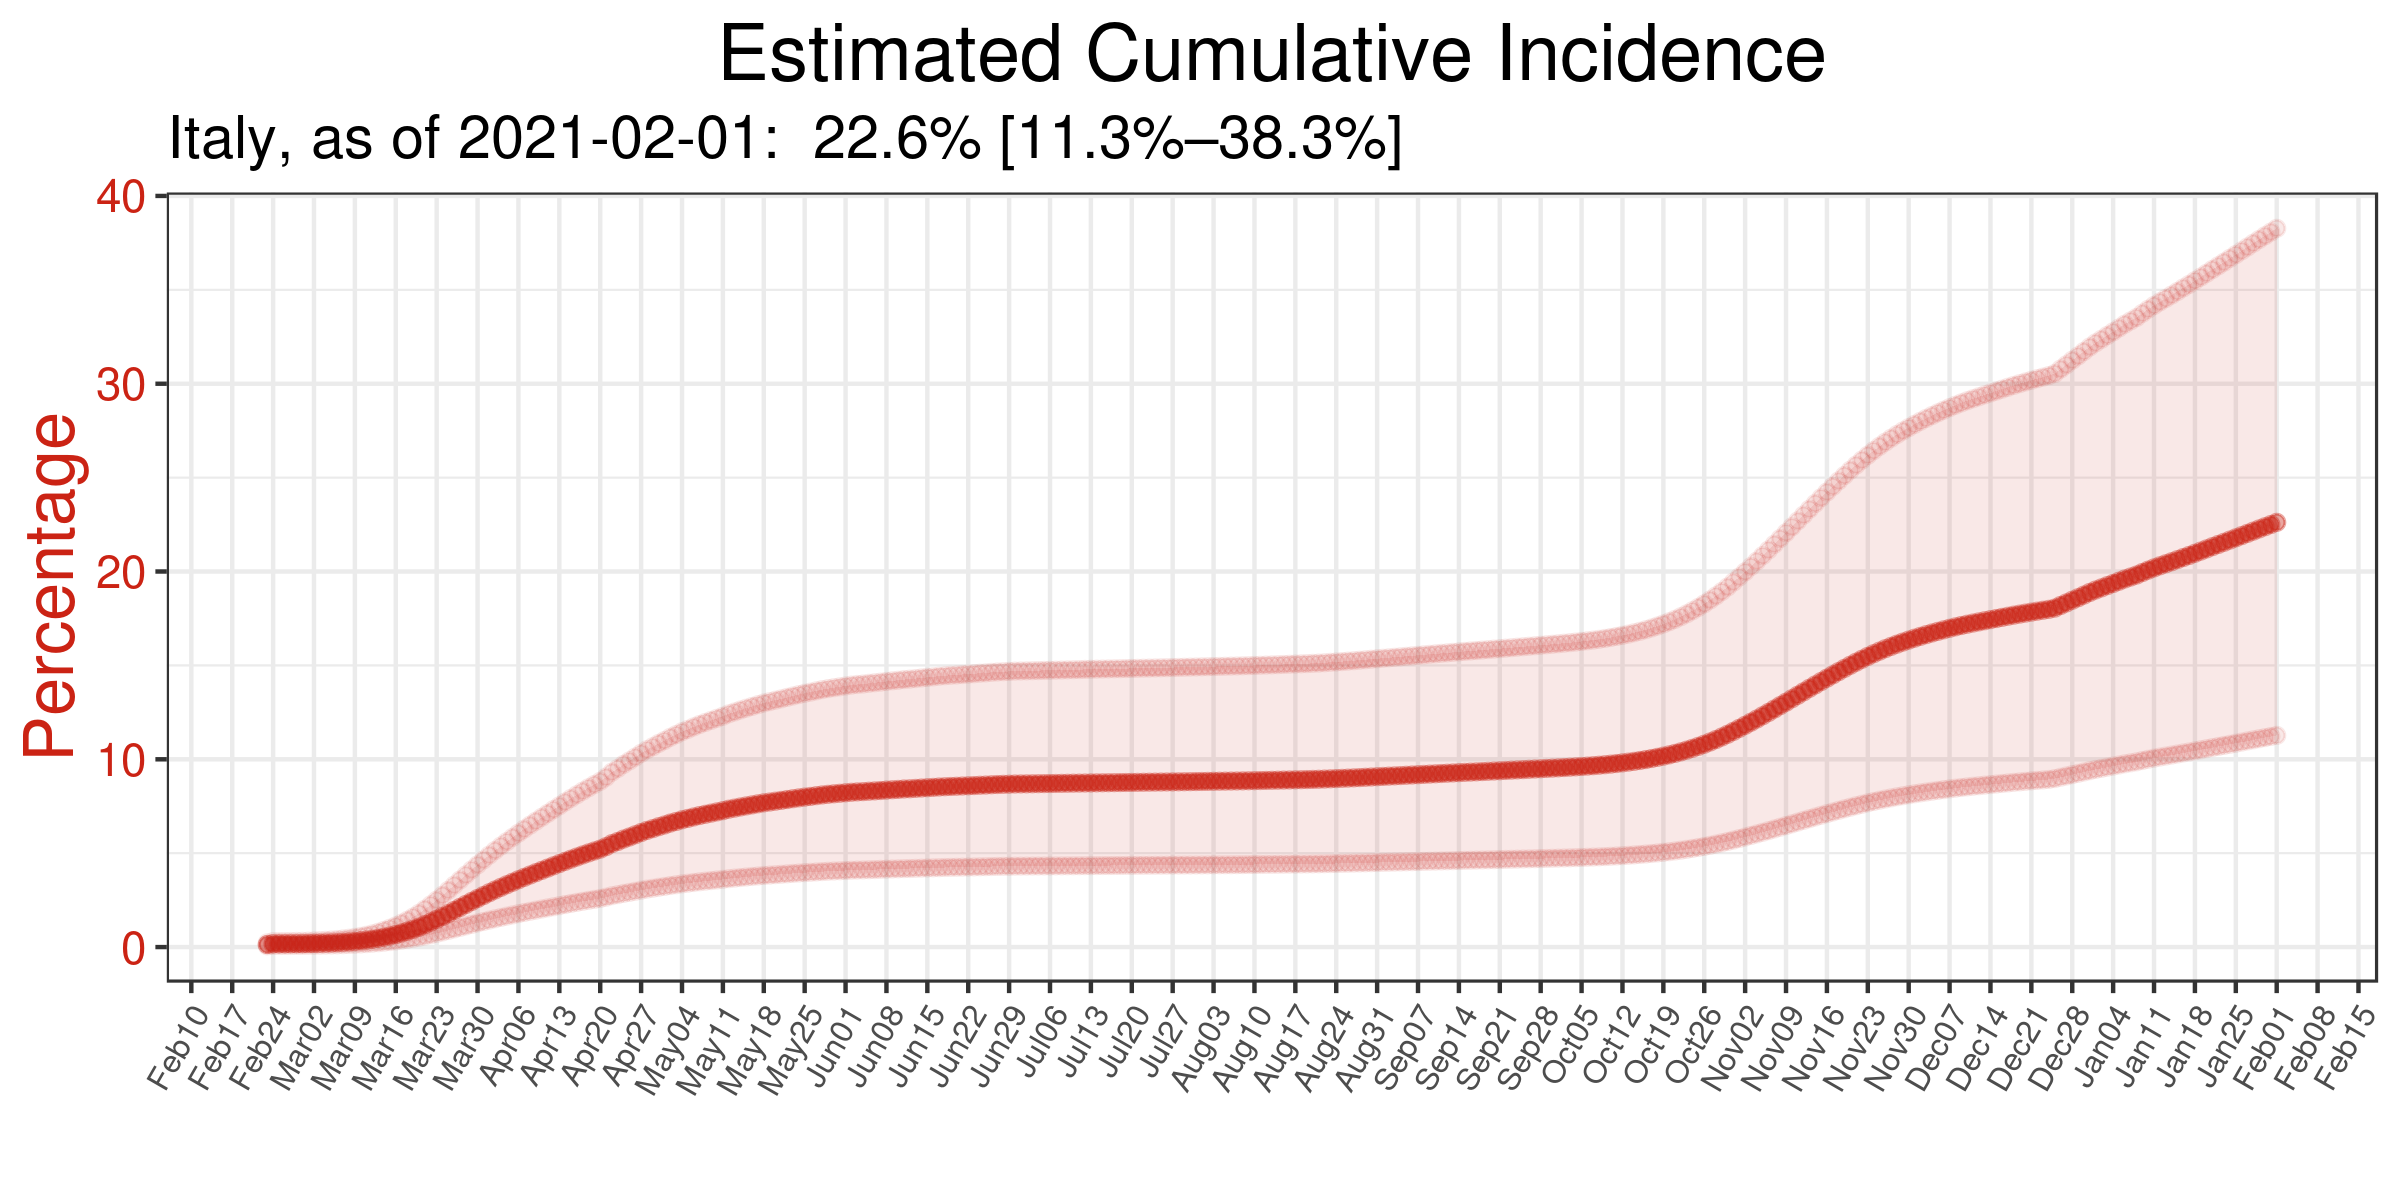 Estimated Cumulative Incidence
Italy, as of 2021-02-01: 22.6% [11.3%–38.3%]
Percentage
40
30
20
10
0
Feb10
Feb17
Feb24
Mar02
Mar09
Mar16
Mar23
Mar30
Apr06
Apr13
Apr20
Apr27
May04
May11
May18
May25
Jun01
Jun08
Jun15
Jun22
Jun29
Jul06
Jul13
Jul20
Jul27
Aug03
Aug10
Aug17
Aug24
Aug31
Sep07
Sep14
Sep21
Sep28
Oct05
Oct12
Oct19
Oct26
Nov02
Nov09
Nov16
Nov23
Nov30
Dec07
Dec14
Dec21
Dec28
Jan04
Jan11
Jan18
Jan25
Feb01
Feb08
Feb15